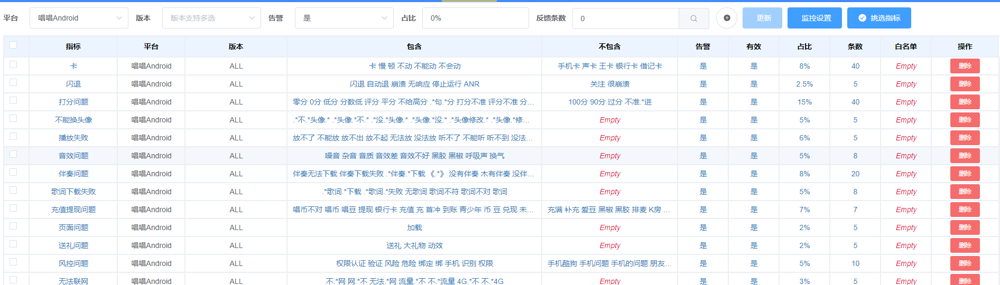 平台 唱唱Android 版本 版本支持多选 告警 是 占比 0% 反馈条数 0 更新 监控设置 挑选指标
指标 平台 版本 包含 不包含 告警 有效 占比 条数 白名单 操作
卡 唱唱Android ALL 卡 慢 顿 不动 不能动 不会动 手机卡 声卡 王卡 银行卡 借记卡 是 是 8% 40 Empty 删除
闪退 唱唱Android ALL 闪退 自动退 崩溃 无响应 停止运行 ANR 关注 很崩溃 是 是 2.5% 5 Empty 删除
打分问题 唱唱Android ALL 零分 0分 低分 分数低 评分 平分 不给高分 .*句.*分 打分不准 评分不准 分... 100分 90分 过分 不准.*进 是 是 15% 40 Empty 删除
不能换头像 唱唱Android ALL .*不.*头像.* .*头像.*不.* .*没.*头像.* .*头像.*没.* .*头像修改.* .*头像.*修... Empty 是 是 5% 5 Empty 删除
播放失败 唱唱Android ALL 放不了 不能放 放不出 放不起 无法放 没法放 听不了 不能听 听不到 没法... Empty 是 是 6% 5 Empty 删除
音效问题 唱唱Android ALL 噪音 杂音 音质 音效差 音效不好 黑胶 黑椒 呼吸声 换气 Empty 是 是 5% 8 Empty 删除
伴奏问题 唱唱Android ALL 伴奏无法下载 伴奏下载失败 .*伴奏.*下载 《.*》 没有伴奏 木有伴奏 没伴... Empty 是 是 8% 20 Empty 删除
歌词下载失败 唱唱Android ALL .*歌词.*下载 .*歌词.*失败 无歌词 歌词不符 歌词不对 歌词 Empty 是 是 5% 8 Empty 删除
充值提现问题 唱唱Android ALL 唱币不对 唱币 唱豆 提现 银行卡 充值 充 首冲 到账 青少年 币 豆 兑现 未... 充满 补充 爱豆 黑椒 黑胶 排麦 K房 ... 是 是 7% 7 Empty 删除
页面问题 唱唱Android ALL 加载 Empty 是 是 2% 5 Empty 删除
送礼问题 唱唱Android ALL 送礼 大礼物 动效 Empty 是 是 2% 5 Empty 删除
风控问题 唱唱Android ALL 权限认证 验证 风险 危险 绑定 绑 手机 识别 权限 手机酷狗 手机问题 手机的问题 朋友... 是 是 5% 10 Empty 删除
无法联网 唱唱Android ALL 不.*网 网.*不 无法.*网 流量.*不 不.*流量 4G.*不 不.*4G Empty 是 是 3% 5 Empty 删除